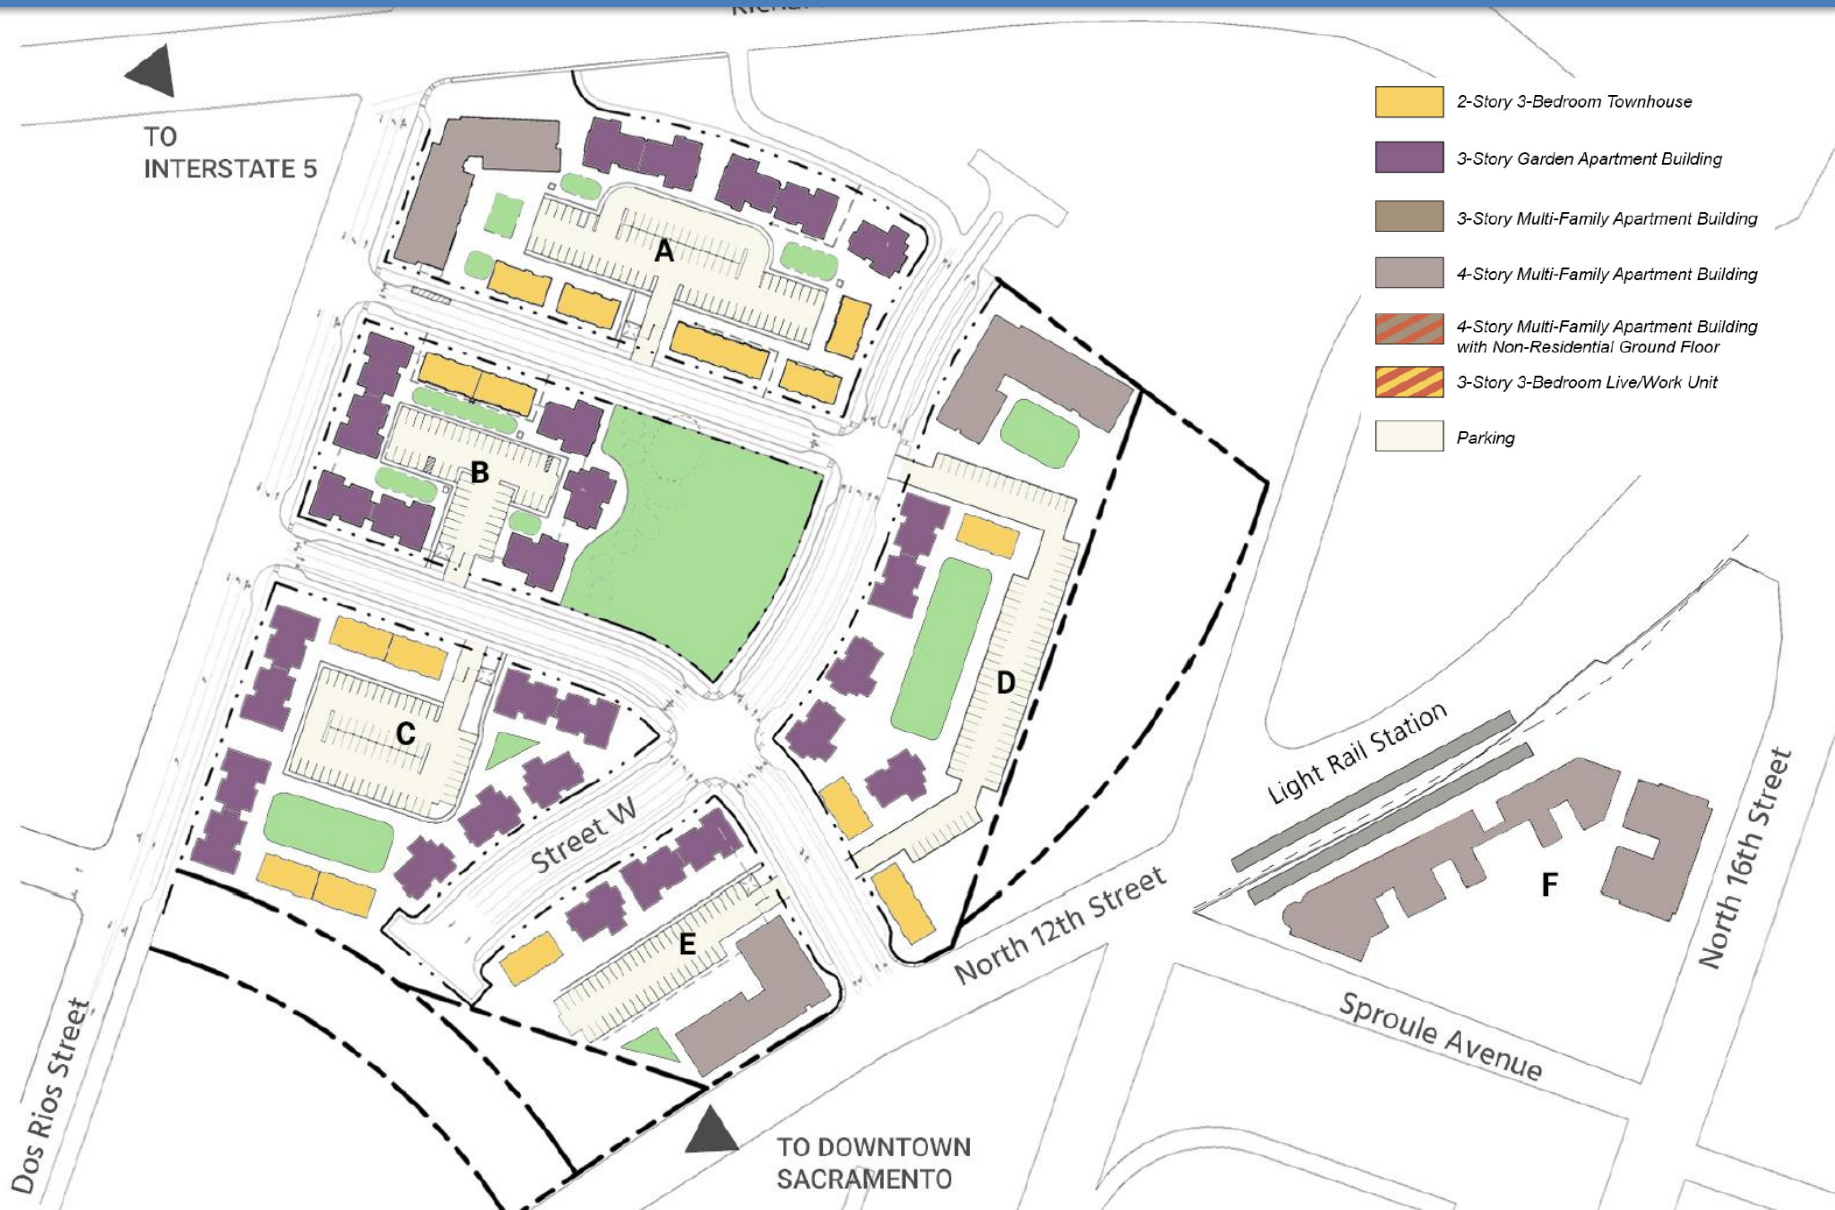 TO
INTERSTATE 5
2-Story 3-Bedroom Townhouse
3-Story Garden Apartment Building
3-Story Multi-Family Apartment Building
4-Story Multi-Family Apartment Building
4-Story Multi-Family Apartment Building
with Non-Residential Ground Floor
3-Story 3-Bedroom Live/Work Unit
Parking
A
B
C
D
E
F
Street W
Light Rail Station
North 12th Street
North 16th Street
Sproule Avenue
Dos Rios Street
TO DOWNTOWN
SACRAMENTO